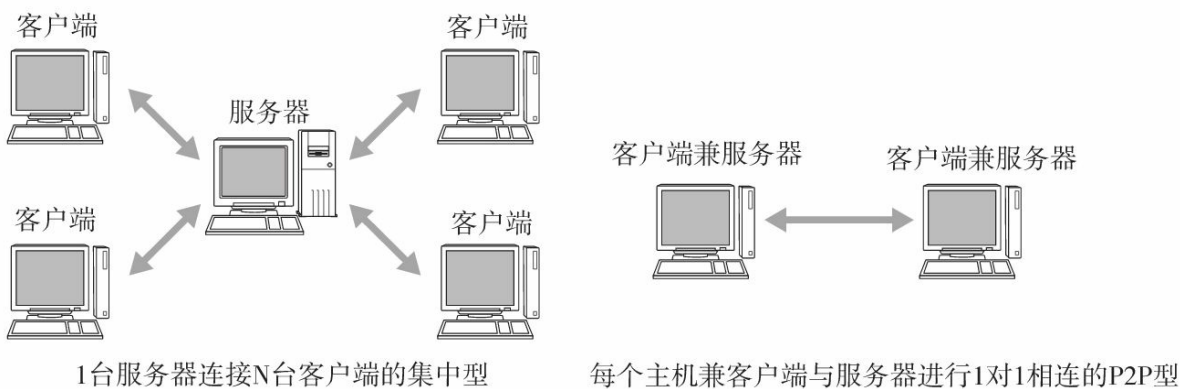 客户端
客户端
服务器
客户端
客户端
1台服务器连接N台客户端的集中型
客户端兼服务器
客户端兼服务器
每个主机兼客户端与服务器进行1对1相连的P2P型